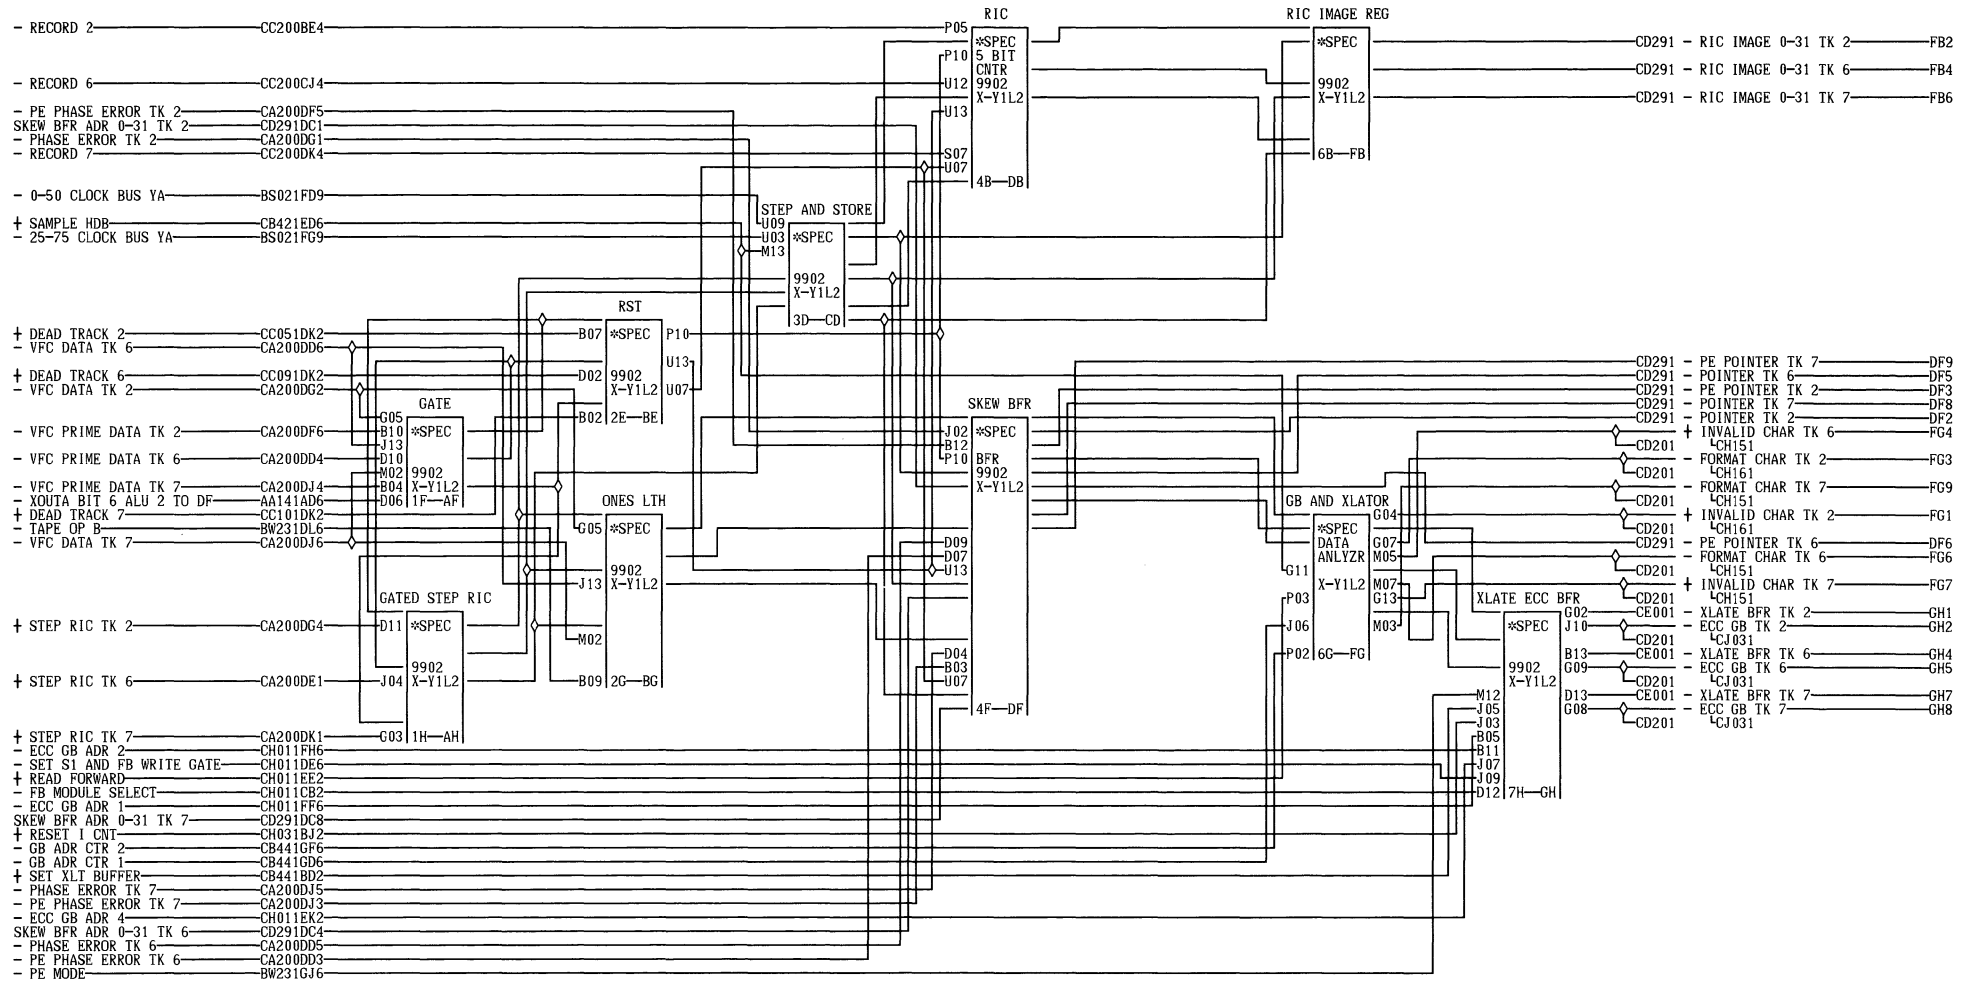 RIC
RIC IMAGE REG
- RECORD 2 CC200BE4 P05
*SPEC
*SPEC
CD291 - RIC IMAGE 0-31 TK 2 FB2
P10 5 BIT
CNTR
CD291 - RIC IMAGE 0-31 TK 6 FB4
- RECORD 6 CC200CJ4 U12 9902
9902
X-Y1L2
X-Y1L2
CD291 - RIC IMAGE 0-31 TK 7 FB6
- PE PHASE ERROR TK 2 CA200DF5 U13
SKEW BFR ADR 0-31 TK 2 CD291DC1
- PHASE ERROR TK 2 CA200DG1
- RECORD 7 CC200DK4 S07
6B-FB
U07
4B-DB
- 0-50 CLOCK BUS YA BS021FD9
STEP AND STORE
+ SAMPLE HDB CB421ED6 U09
- 25-75 CLOCK BUS YA BS021FG9 U03 *SPEC
M13
9902
X-Y1L2
3D-CD
RST
+ DEAD TRACK 2 CC051DK2 B07 *SPEC P10
- VFC DATA TK 6 CA200DD6
U13
CD291 - PE POINTER TK 7 DF9
+ DEAD TRACK 6 CC091DK2 D02 9902
CD291 - POINTER TK 6 DF5
- VFC DATA TK 2 CA200DG2 X-Y1L2 U07
CD291 - PE POINTER TK 2 DF3
GATE
SKEW BFR
CD291 - POINTER TK 7 DF8
G05
B02 2E-BE
CD291 - POINTER TK 2 DF2
- VFC PRIME DATA TK 2 CA200DF6 B10 *SPEC
J02 *SPEC
+ INVALID CHAR TK 6 FG4
J13
B12
CD201 CH151
- VFC PRIME DATA TK 6 CA200DD4 D10
P10 BFR
- FORMAT CHAR TK 2 FG3
M02 9902
9902
CD201 CH161
- VFC PRIME DATA TK 7 CA200DJ4 B04 X-Y1L2
X-Y1L2
- FORMAT CHAR TK 7 FG9
- XOUTA BIT 6 ALU 2 TO DF AA141AD6 D06 1F-AF
ONES LTH
GB AND XLATOR
CD201 CH151
+ DEAD TRACK 7 CC101DK2
G04
+ INVALID CHAR TK 2 FG1
- TAPE OP B BW231DL6
G05 *SPEC
*SPEC
CD201 CH161
- VFC DATA TK 7 CA200DJ6
D09
DATA G07
CD291 - PE POINTER TK 6 DF6
D07
ANLYZR M05
- FORMAT CHAR TK 6 FG6
9902
U13
G11
CD201 CH151
J13 X-Y1L2
X-Y1L2 M07
+ INVALID CHAR TK 7 FG7
GATED STEP RIC
P03 G13
XLATE ECC BFR
CD201 CH151
G02 CE001 - XLATE BFR TK 2 GH1
+ STEP RIC TK 2 CA200DG4 D11 *SPEC
J06 M03
*SPEC J10 - ECC GB TK 2 GH2
M02
CD201 CJ031
D04
P02 6G-FG
B13 CE001 - XLATE BFR TK 6 GH4
9902
B03
9902 G09 - ECC GB TK 6 GH5
+ STEP RIC TK 6 CA200DE1 J04 X-Y1L2
B09 2G-BG
U07
X-Y1L2
CD201 CJ031
M12 D13 CE001 - XLATE BFR TK 7 GH7
4F-DF
J05 G08 - ECC GB TK 7 GH8
J03
CD201 CJ031
+ STEP RIC TK 7 CA200DK1 G03 1H-AH
B05
- ECC GB ADR 2 CH011FH6 B11
- SET S1 AND FB WRITE GATE CH011DE6 J07
+ READ FORWARD CH011EE2 J09
- FB MODULE SELECT CH011CB2 D12 7H-GH
- ECC GB ADR 1 CH011FF6
SKEW BFR ADR 0-31 TK 7 CD291DC8
+ RESET I CNT CH031BJ2
- GB ADR CTR 2 CB441GF6
- GB ADR CTR 1 CB441GD6
+ SET XLT BUFFER CB441BD2
- PHASE ERROR TK 7 CA200DJ5
- PE PHASE ERROR TK 7 CA200DJ3
- ECC GB ADR 4 CH011EK2
SKEW BFR ADR 0-31 TK 6 CD291DC4
- PHASE ERROR TK 6 CA200DD5
- PE PHASE ERROR TK 6 CA200DD3
- PE MODE BW231GJ6